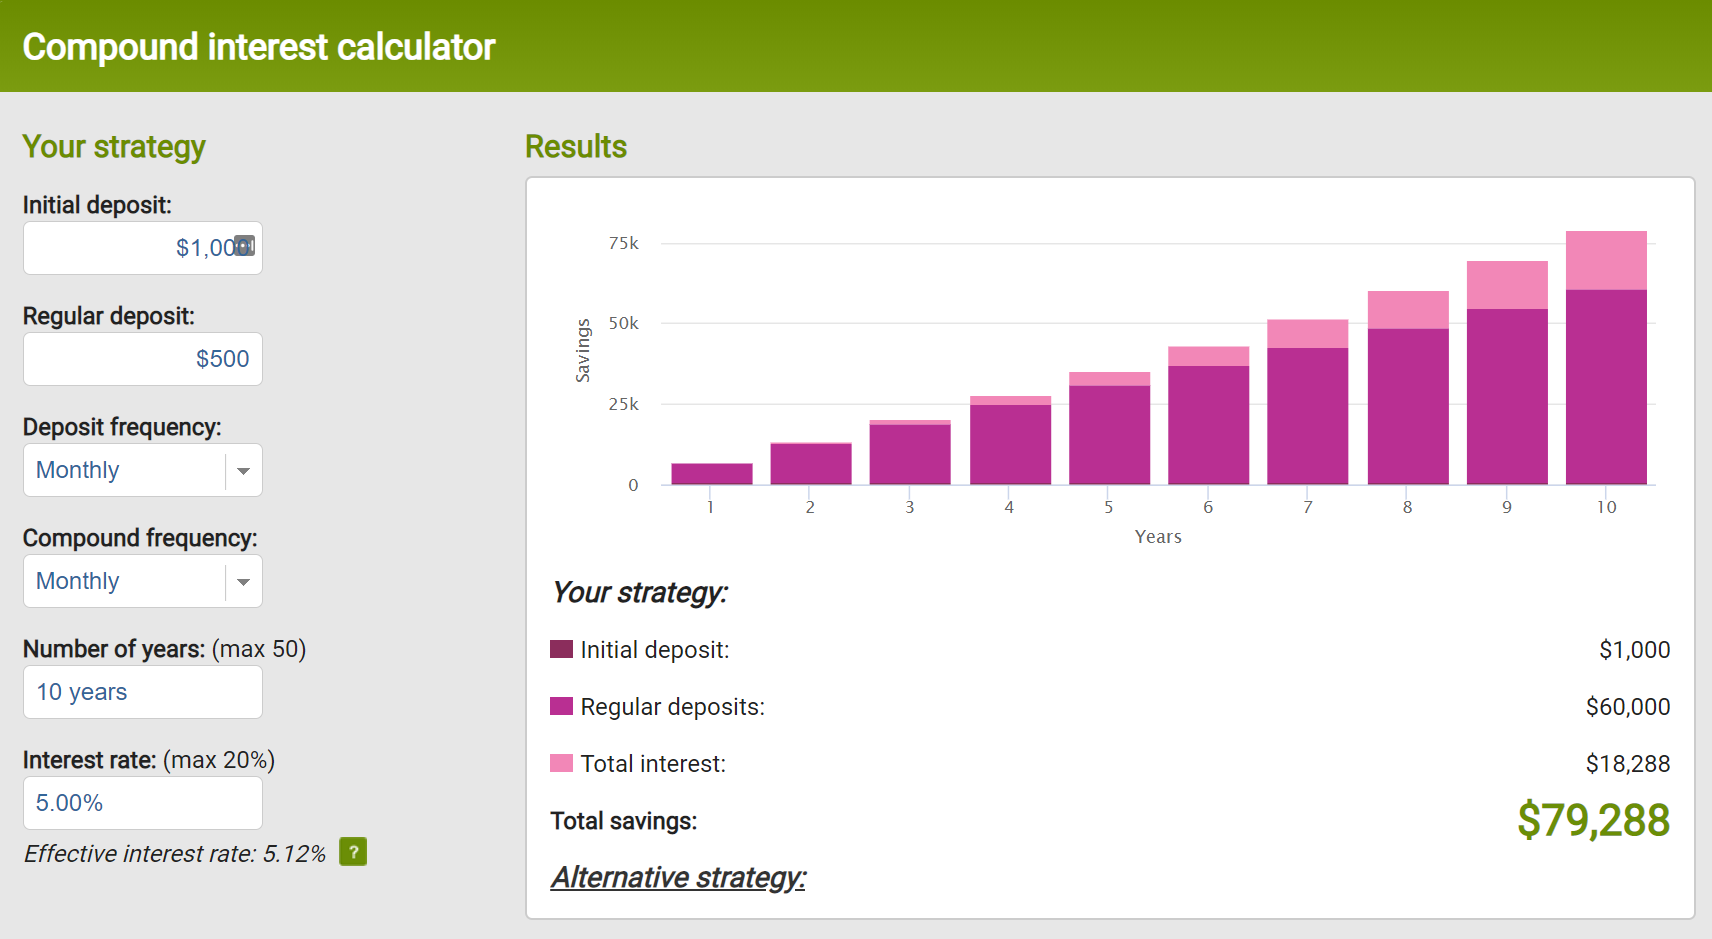 Compound interest calculator
Your strategy
Initial deposit:
$1,000
Regular deposit:
$500
Deposit frequency:
Monthly
Compound frequency:
Monthly
Number of years: (max 50)
10 years
Interest rate: (max 20%)
5.00%
Effective interest rate: 5.12% ?
Results
Savings
75k
50k
25k
0
1 2 3 4 5 6 7 8 9 10
Years
Your strategy:
Initial deposit: $1,000
Regular deposits: $60,000
Total interest: $18,288
Total savings: $79,288
Alternative strategy: